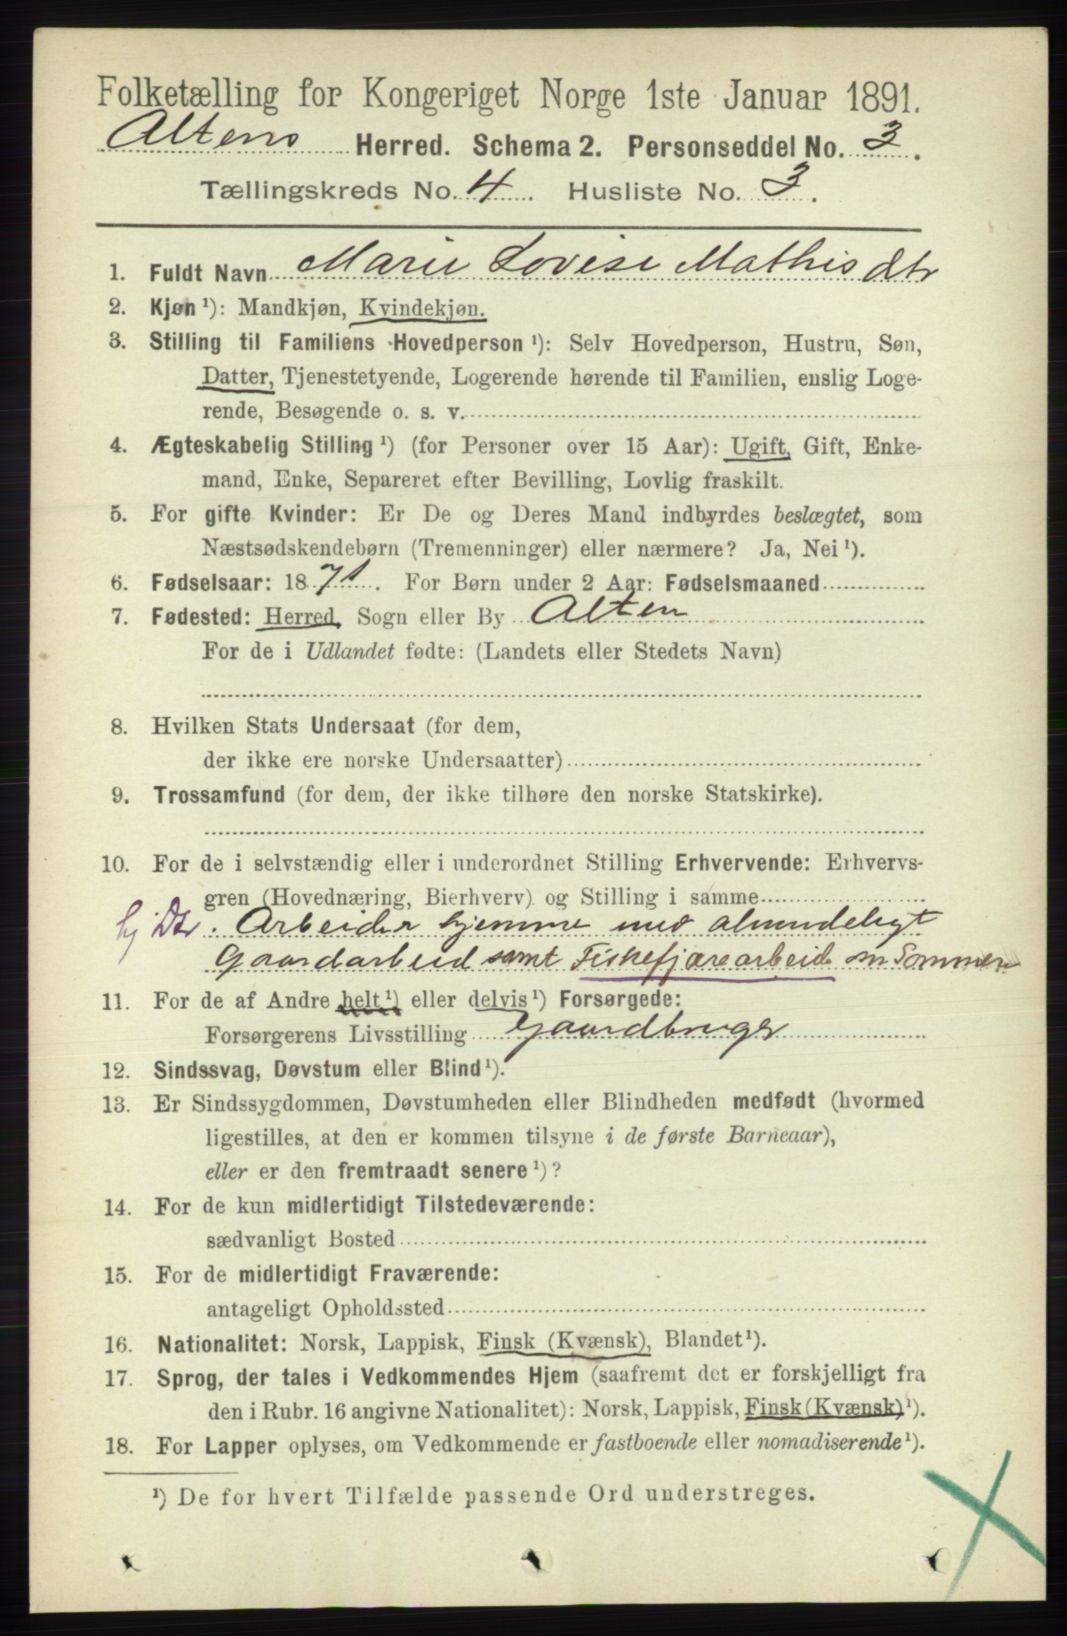 Folketælling for Kongeriget Norge 1ste Januar 1891.
Altens Herred. Schema 2. Personseddel No. 3.
Tællingskreds No. 4. Husliste No. 3.
1. Fuldt Navn Marie Lovise Mathisdtr
2. Kjøn ¹): Mandkjøn, Kvindekjøn.
3. Stilling til Familiens Hovedperson ¹): Selv Hovedperson, Hustru, Søn,
Datter, Tjenestetyende, Logerende hørende til Familien, enslig Loge-
rende, Besøgende o. s. v.
4. Ægteskabelig Stilling ¹) (for Personer over 15 Aar): Ugift, Gift, Enke-
mand, Enke, Separeret efter Bevilling, Lovlig fraskilt.
5. For gifte Kvinder: Er De og Deres Mand indbyrdes beslægtet, som
Næstsødskendebørn (Tremenninger) eller nærmere? Ja, Nei ¹).
6. Fødselsaar: 1871. For Børn under 2 Aar: Fødselsmaaned
7. Fødested: Herred, Sogn eller By Alten
For de i Udlandet fødte: (Landets eller Stedets Navn)
8. Hvilken Stats Undersaat (for dem,
der ikke ere norske Undersaatter)
9. Trossamfund (for dem, der ikke tilhøre den norske Statskirke).
10. For de i selvstændig eller i underordnet Stilling Erhvervende: Erhvervs-
gren (Hovednæring, Bierhverv) og Stilling i samme
hj Dtr. Arbeider hjemme med almindeligt
Gaardarbeid samt Fiskefjærearbeid om Sommeren
11. For de af Andre helt ¹) eller delvis ¹) Forsørgede:
Forsørgerens Livsstilling Gaardbruger
12. Sindssvag, Døvstum eller Blind ¹).
13. Er Sindssygdommen, Døvstumheden eller Blindheden medfødt (hvormed
ligestilles, at den er kommen tilsyne i de første Barneaar),
eller er den fremtraadt senere ¹)?
14. For de kun midlertidigt Tilstedeværende:
sædvanligt Bosted
15. For de midlertidigt Fraværende:
antageligt Opholdssted
16. Nationalitet: Norsk, Lappisk, Finsk (Kvænsk), Blandet ¹).
17. Sprog, der tales i Vedkommendes Hjem (saafremt det er forskjelligt fra
den i Rubr. 16 angivne Nationalitet): Norsk, Lappisk, Finsk (Kvænsk) ¹).
18. For Lapper oplyses, om Vedkommende er fastboende eller nomadiserende ¹).
¹) De for hvert Tilfælde passende Ord understreges.